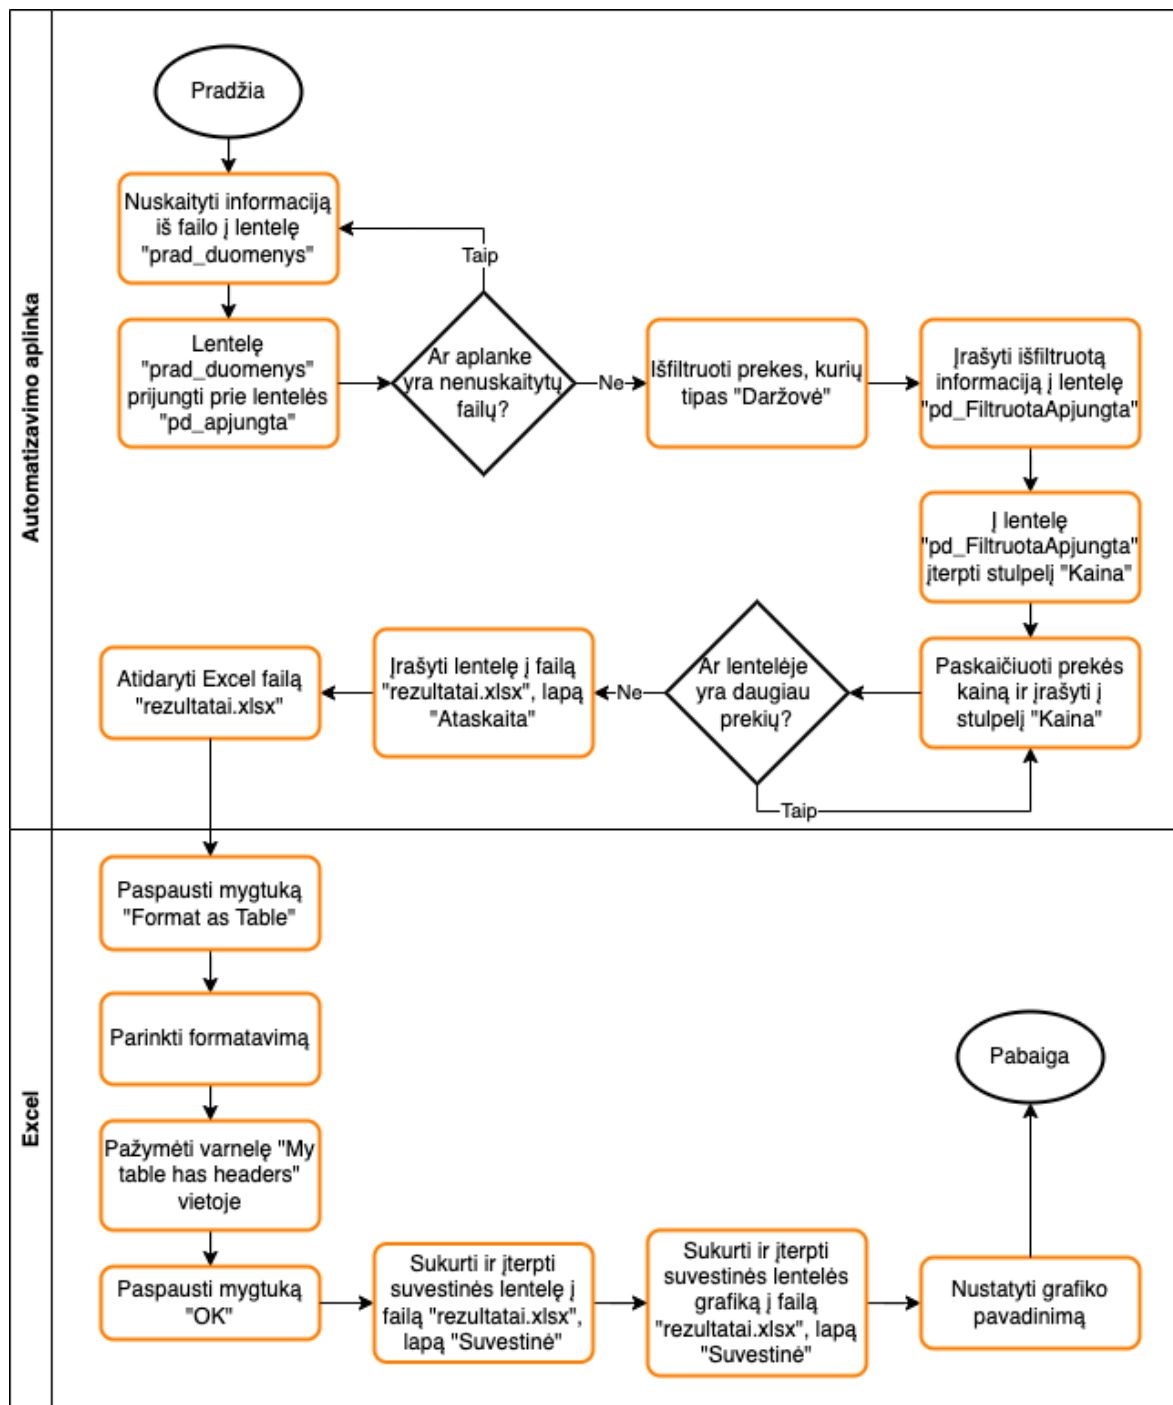 Automatizavimo aplinka
Pradžia
Nuskaityti informaciją
iš failo į lentelę
"prad_duomenys"
Lentelę
"prad_duomenys"
prijungti prie lentelės
"pd_apjungta"
Ar aplanke
yra nenuskaitytų
failų?
Taip
Ne
Išfiltruoti prekes, kurių
tipas "Daržovė"
Įrašyti išfiltruotą
informaciją į lentelę
"pd_FiltruotaApjungta"
Į lentelę
"pd_FiltruotaApjungta"
įterpti stulpelį "Kaina"
Paskaičiuoti prekės
kainą ir įrašyti į
stulpelį "Kaina"
Ar lentelėje
yra daugiau
prekių?
Taip
Ne
Įrašyti lentelę į failą
"rezultatai.xlsx", lapą
"Ataskaita"
Atidaryti Excel failą
"rezultatai.xlsx"
Excel
Paspausti mygtuką
"Format as Table"
Parinkti formatavimą
Pažymėti varnelę "My
table has headers"
vietoje
Paspausti mygtuką
"OK"
Sukurti ir įterpti
suvestinės lentelę į
failą "rezultatai.xlsx",
lapą "Suvestinė"
Sukurti ir įterpti
suvestinės lentelės
grafiką į failą
"rezultatai.xlsx", lapą
"Suvestinė"
Nustatyti grafiko
pavadinimą
Pabaiga